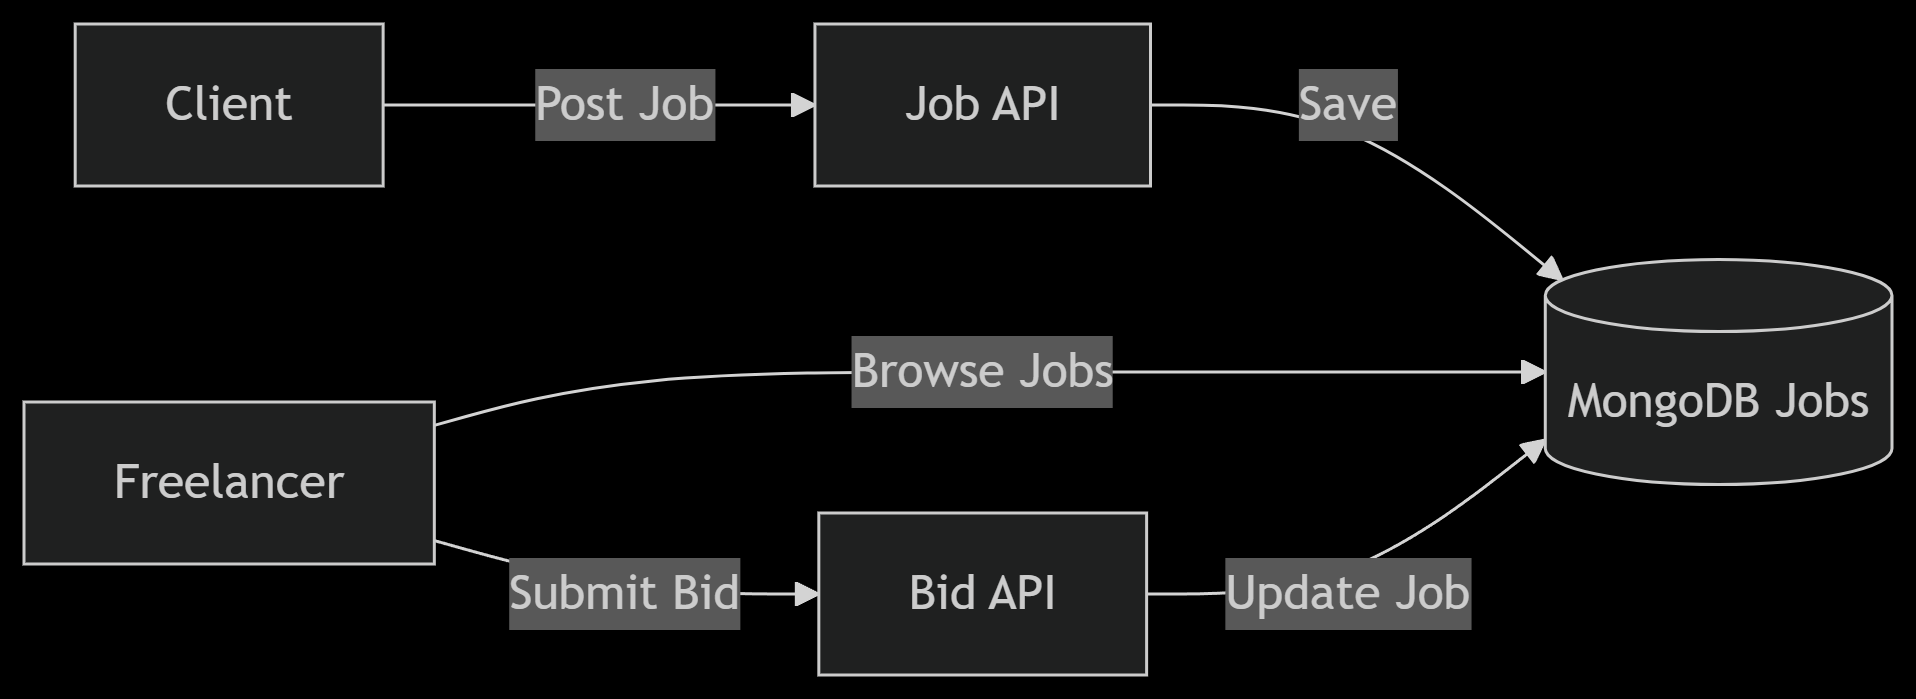 Client
Post Job
Job API
Save
Browse Jobs
MongoDB Jobs
Freelancer
Submit Bid
Bid API
Update Job